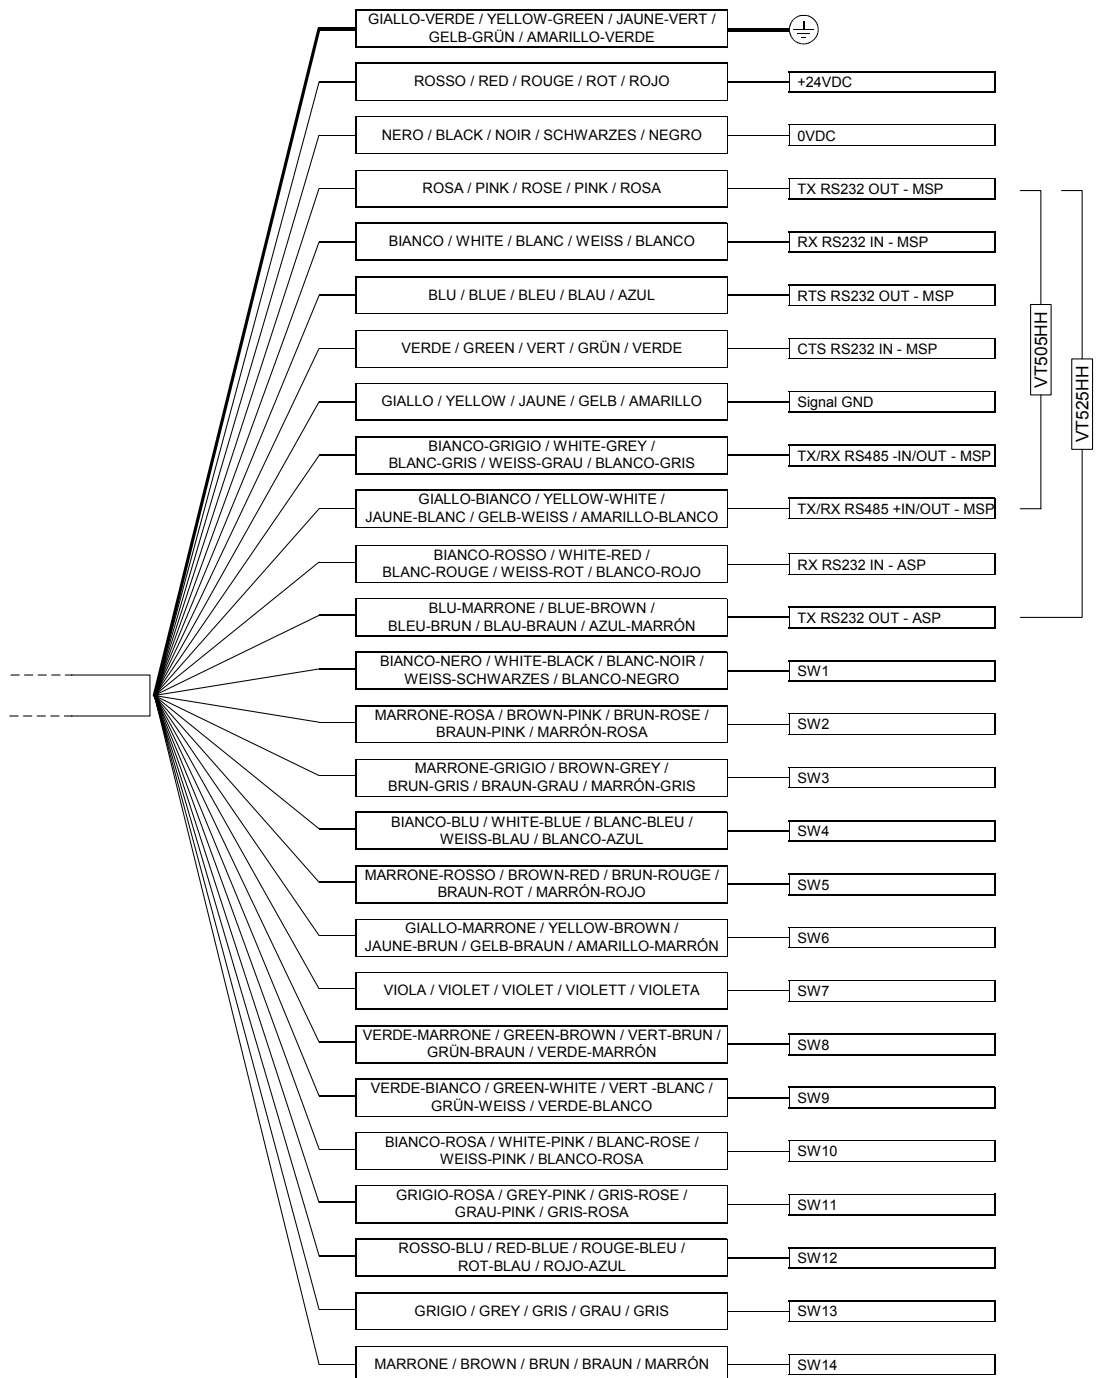 GIALLO-VERDE / YELLOW-GREEN / JAUNE-VERT /
GELB-GRÜN / AMARILLO-VERDE
ROSSO / RED / ROUGE / ROT / ROJO
+24VDC
NERO / BLACK / NOIR / SCHWARZES / NEGRO
0VDC
ROSA / PINK / ROSE / PINK / ROSA
TX RS232 OUT - MSP
BIANCO / WHITE / BLANC / WEISS / BLANCO
RX RS232 IN - MSP
BLU / BLUE / BLEU / BLAU / AZUL
RTS RS232 OUT - MSP
VERDE / GREEN / VERT / GRÜN / VERDE
CTS RS232 IN - MSP
VT505HH
VT525HH
GIALLO / YELLOW / JAUNE / GELB / AMARILLO
Signal GND
BIANCO-GRIGIO / WHITE-GREY /
BLANC-GRIS / WEISS-GRAU / BLANCO-GRIS
TX/RX RS485 -IN/OUT - MSP
GIALLO-BIANCO / YELLOW-WHITE /
JAUNE-BLANC / GELB-WEISS / AMARILLO-BLANCO
TX/RX RS485 +IN/OUT - MSP
BIANCO-ROSSO / WHITE-RED /
BLANC-ROUGE / WEISS-ROT / BLANCO-ROJO
RX RS232 IN - ASP
BLU-MARRONE / BLUE-BROWN /
BLEU-BRUN / BLAU-BRAUN / AZUL-MARRÓN
TX RS232 OUT - ASP
BIANCO-NERO / WHITE-BLACK / BLANC-NOIR /
WEISS-SCHWARZES / BLANCO-NEGRO
SW1
MARRONE-ROSA / BROWN-PINK / BRUN-ROSE /
BRAUN-PINK / MARRÓN-ROSA
SW2
MARRONE-GRIGIO / BROWN-GREY /
BRUN-GRIS / BRAUN-GRAU / MARRÓN-GRIS
SW3
BIANCO-BLU / WHITE-BLUE / BLANC-BLEU /
WEISS-BLAU / BLANCO-AZUL
SW4
MARRONE-ROSSO / BROWN-RED / BRUN-ROUGE /
BRAUN-ROT / MARRÓN-ROJO
SW5
GIALLO-MARRONE / YELLOW-BROWN /
JAUNE-BRUN / GELB-BRAUN / AMARILLO-MARRÓN
SW6
VIOLA / VIOLET / VIOLET / VIOLETT / VIOLETA
SW7
VERDE-MARRONE / GREEN-BROWN / VERT-BRUN /
GRÜN-BRAUN / VERDE-MARRÓN
SW8
VERDE-BIANCO / GREEN-WHITE / VERT -BLANC /
GRÜN-WEISS / VERDE-BLANCO
SW9
BIANCO-ROSA / WHITE-PINK / BLANC-ROSE /
WEISS-PINK / BLANCO-ROSA
SW10
GRIGIO-ROSA / GREY-PINK / GRIS-ROSE /
GRAU-PINK / GRIS-ROSA
SW11
ROSSO-BLU / RED-BLUE / ROUGE-BLEU /
ROT-BLAU / ROJO-AZUL
SW12
GRIGIO / GREY / GRIS / GRAU / GRIS
SW13
MARRONE / BROWN / BRUN / BRAUN / MARRÓN
SW14